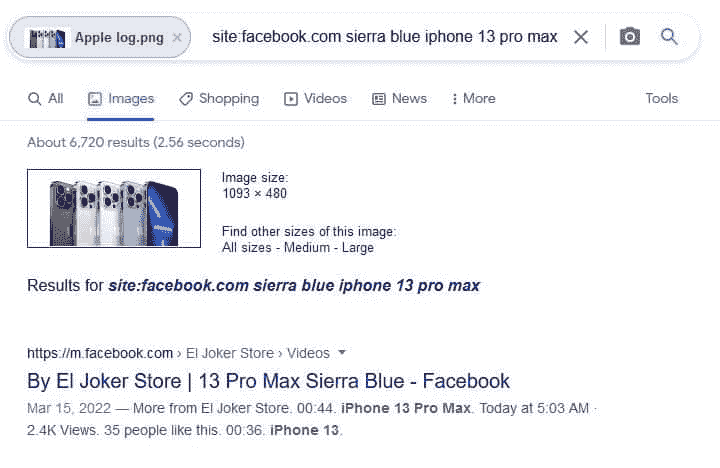 Apple log.png × site:facebook.com sierra blue iphone 13 pro max
All Images Shopping Videos News More Tools
About 6,720 results (2.56 seconds)
Image size:
1093 × 480
Find other sizes of this image:
All sizes - Medium - Large
Results for site:facebook.com sierra blue iphone 13 pro max
https://m.facebook.com › El Joker Store › Videos
By El Joker Store | 13 Pro Max Sierra Blue - Facebook
Mar 15, 2022 — More from El Joker Store. 00:44. iPhone 13 Pro Max. Today at 5:03 AM ·
2.4K Views. 35 people like this. 00:36. iPhone 13.